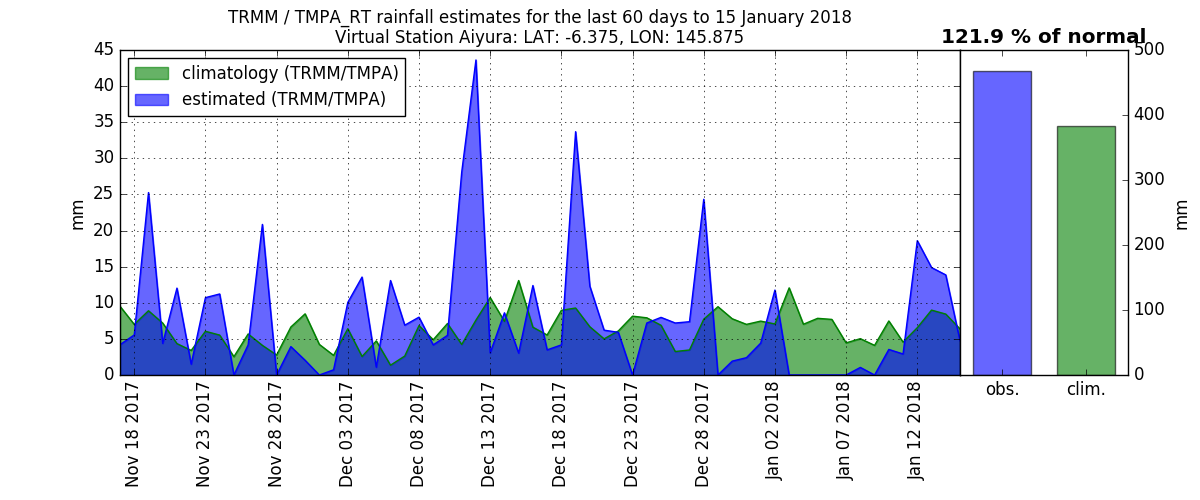 TRMM / TMPA_RT rainfall estimates for the last 60 days to 15 January 2018
Virtual Station Aiyura: LAT: -6.375, LON: 145.875
121.9 % of normal
climatology (TRMM/TMPA)
estimated (TRMM/TMPA)
mm
45
40
35
30
25
20
15
10
5
0
Nov 18 2017
Nov 23 2017
Nov 28 2017
Dec 03 2017
Dec 08 2017
Dec 13 2017
Dec 18 2017
Dec 23 2017
Dec 28 2017
Jan 02 2018
Jan 07 2018
Jan 12 2018
obs.
clim.
500
400
300
200
100
0
mm